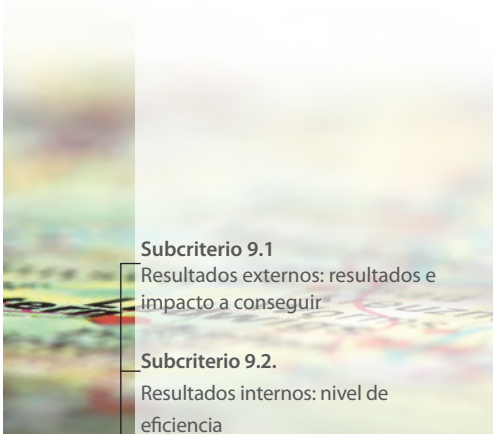 Subcriterio 9.1
Resultados externos: resultados e
impacto a conseguir
Subcriterio 9.2.
Resultados internos: nivel de
eficiencia